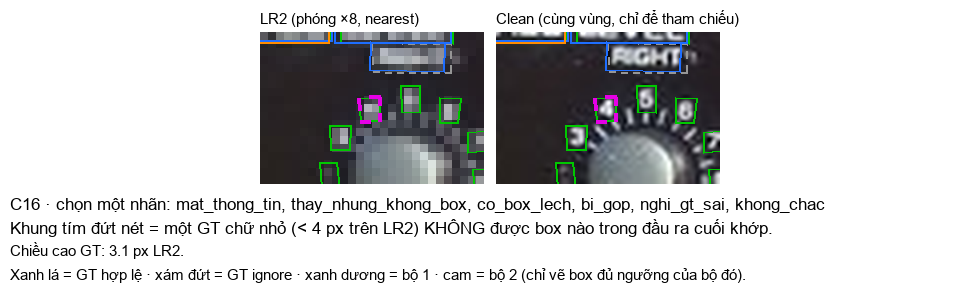 LR2 (phóng ×8, nearest)
Clean (cùng vùng, chỉ để tham chiếu)
RIGHT
3 4 5 6 7
C16 · chọn một nhãn: mat_thong_tin, thay_nhung_khong_box, co_box_lech, bi_gop, nghi_gt_sai, khong_chac
Khung tím đứt nét = một GT chữ nhỏ (< 4 px trên LR2) KHÔNG được box nào trong đầu ra cuối khớp.
Chiều cao GT: 3.1 px LR2.
Xanh lá = GT hợp lệ · xám đứt = GT ignore · xanh dương = bộ 1 · cam = bộ 2 (chỉ vẽ box đủ ngưỡng của bộ đó).